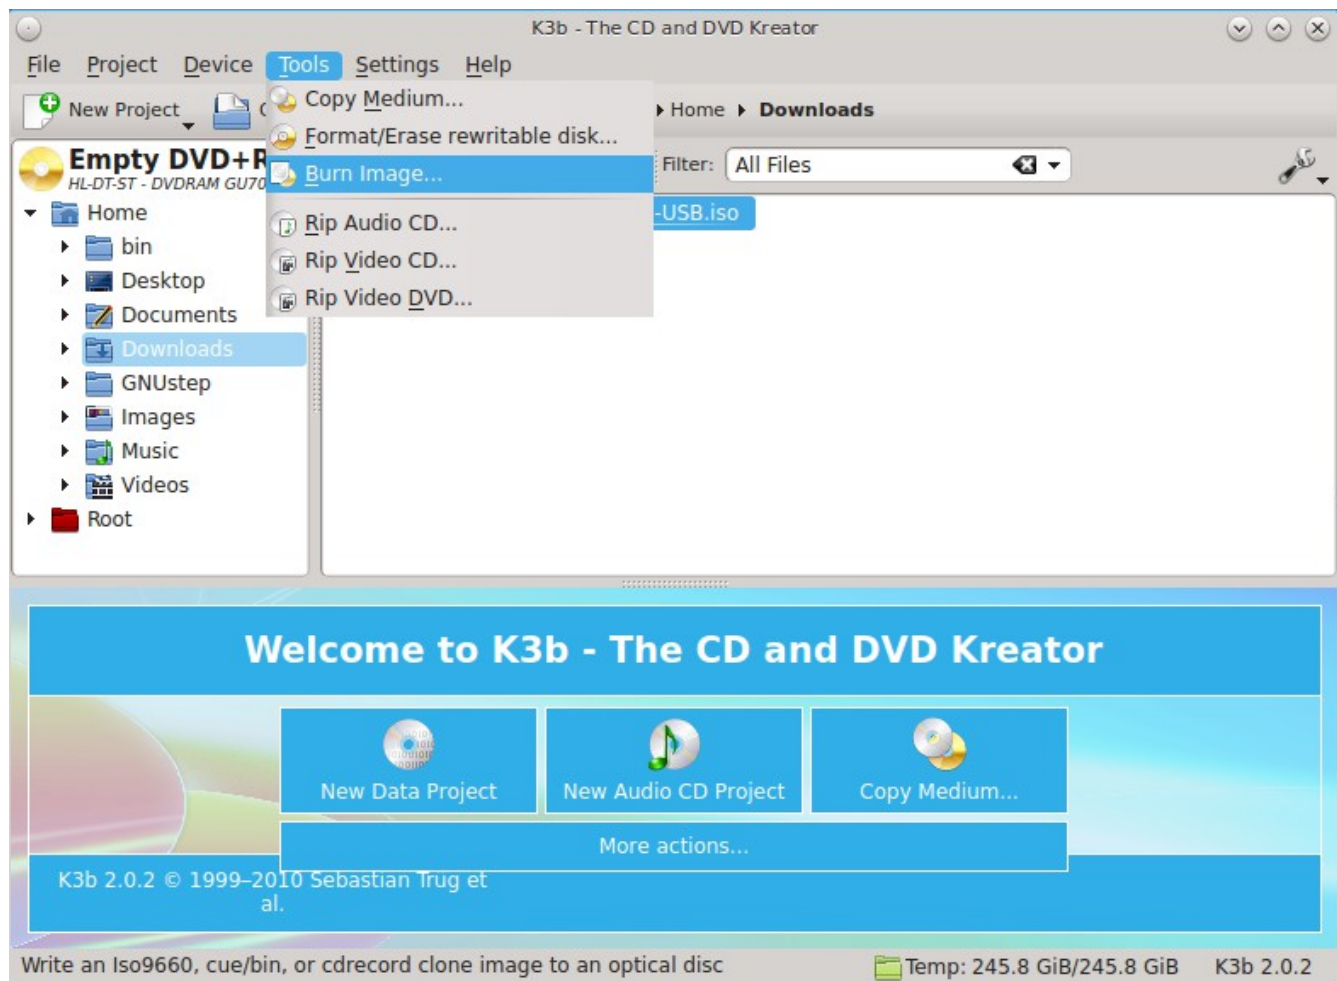 K3b - The CD and DVD Kreator
File Project Device Tools Settings Help
New Project
Home Downloads
Copy Medium...
Format/Erase rewritable disk...
Burn Image...
Rip Audio CD...
Rip Video CD...
Rip Video DVD...
Empty DVD+R
HL-DT-ST - DVDRAM GU70
Filter: All Files
-USB.iso
Home
bin
Desktop
Documents
Downloads
GNUstep
Images
Music
Videos
Root
Welcome to K3b - The CD and DVD Kreator
New Data Project
New Audio CD Project
Copy Medium...
More actions...
K3b 2.0.2 © 1999–2010 Sebastian Trug et
al.
Write an Iso9660, cue/bin, or cdrecord clone image to an optical disc
Temp: 245.8 GiB/245.8 GiB
K3b 2.0.2